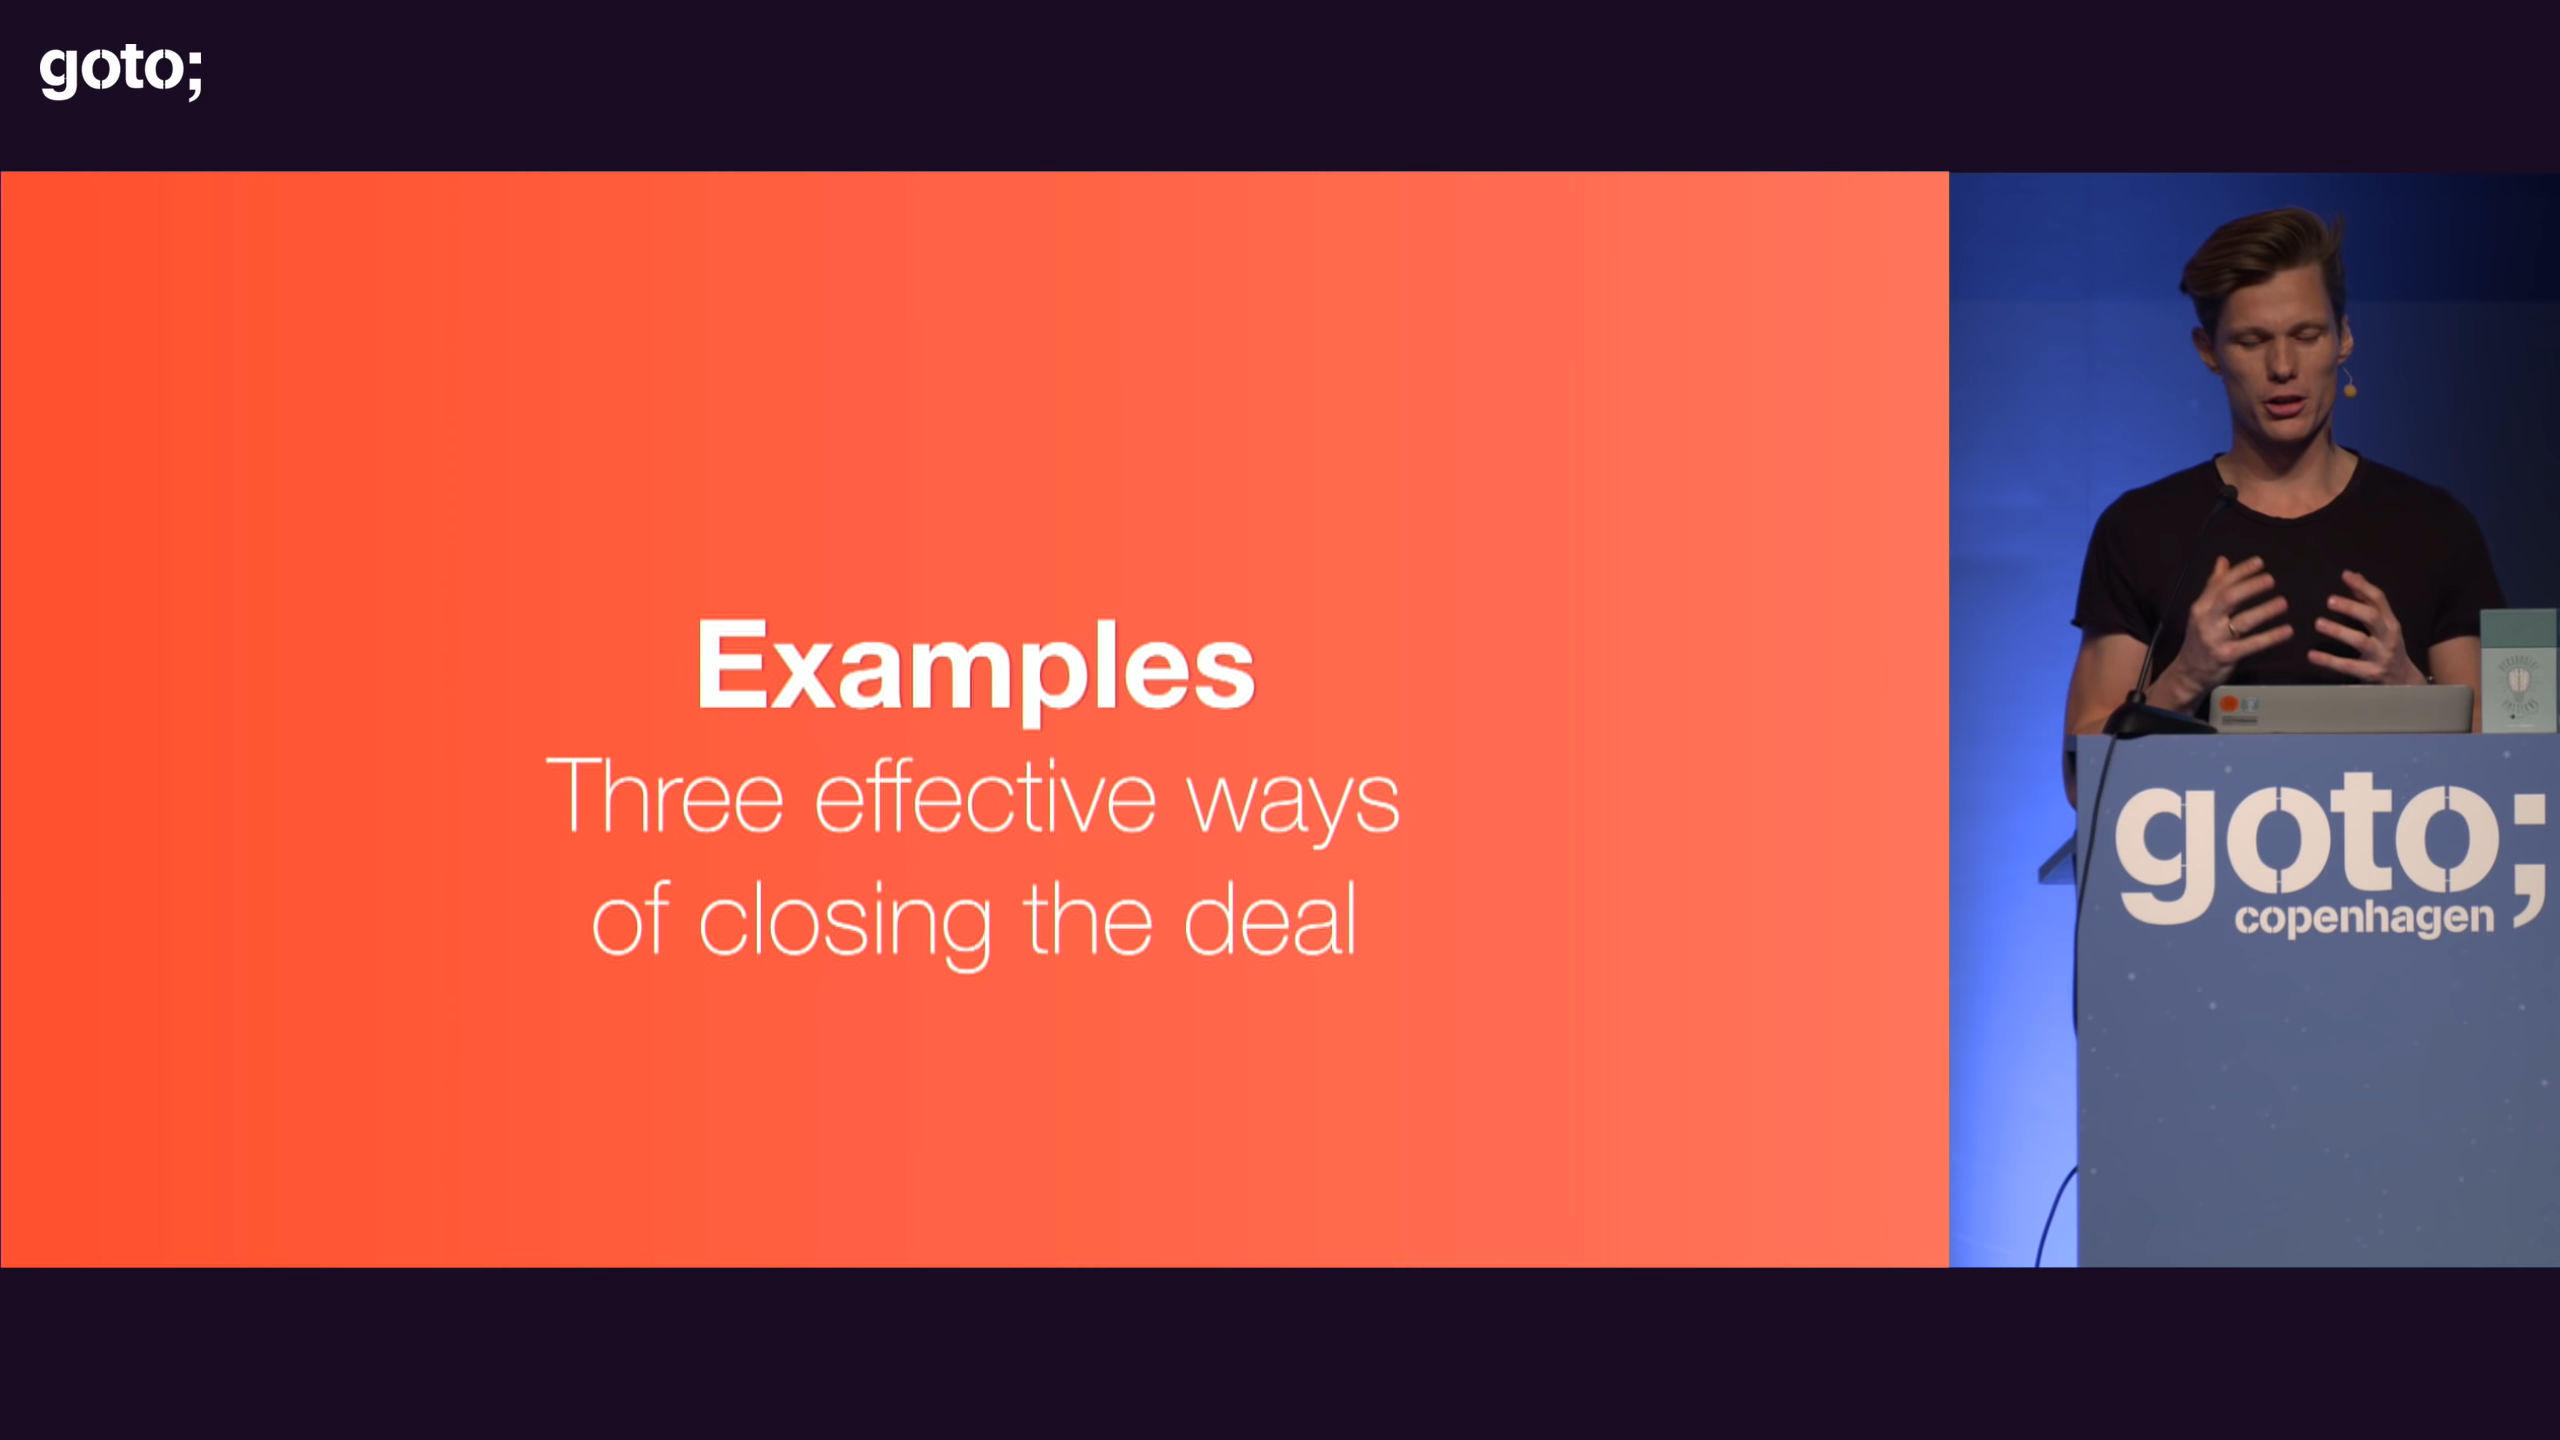 goto;
Examples
Three effective ways
of closing the deal
goto;
copenhagen